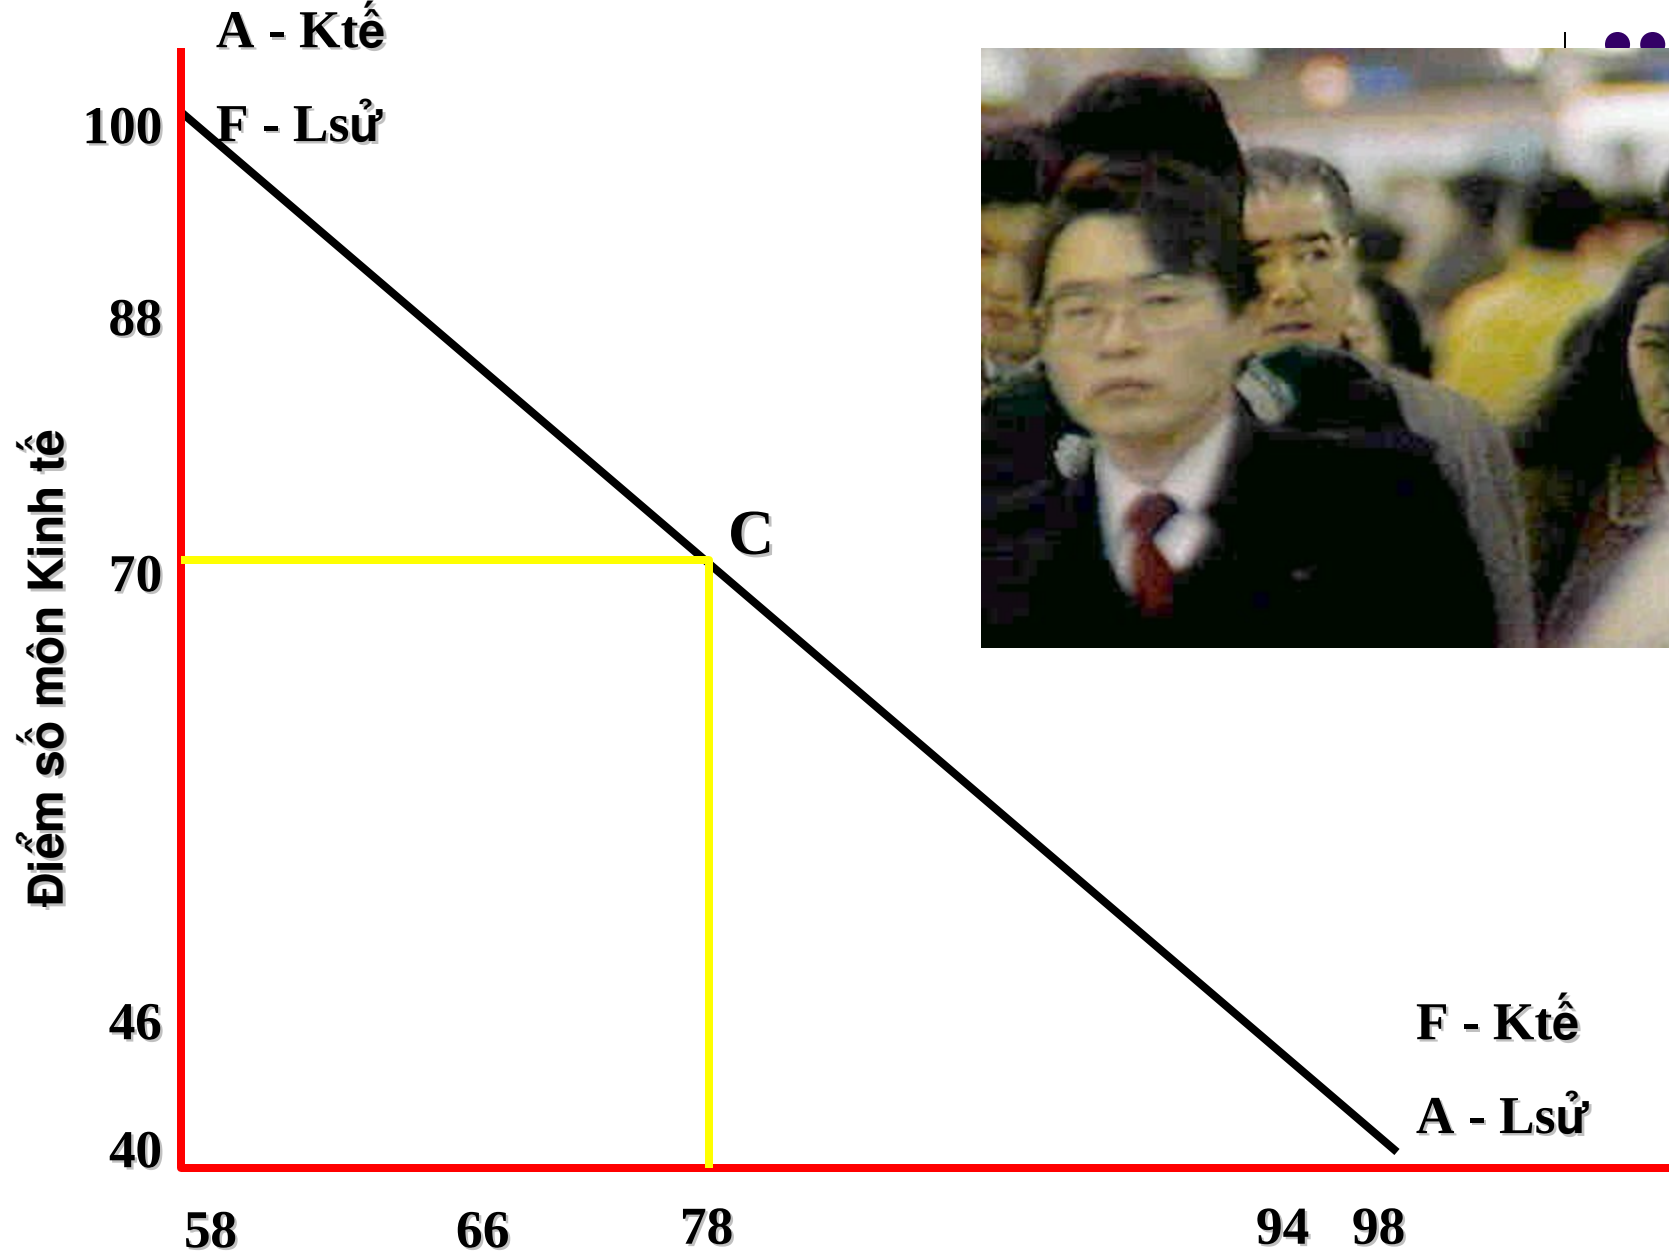 A - Ktế
F - Lsử
100
88
70
46
40
Điểm số môn Kinh tế
C
F - Ktế
A - Lsử
58 66 78 94 98